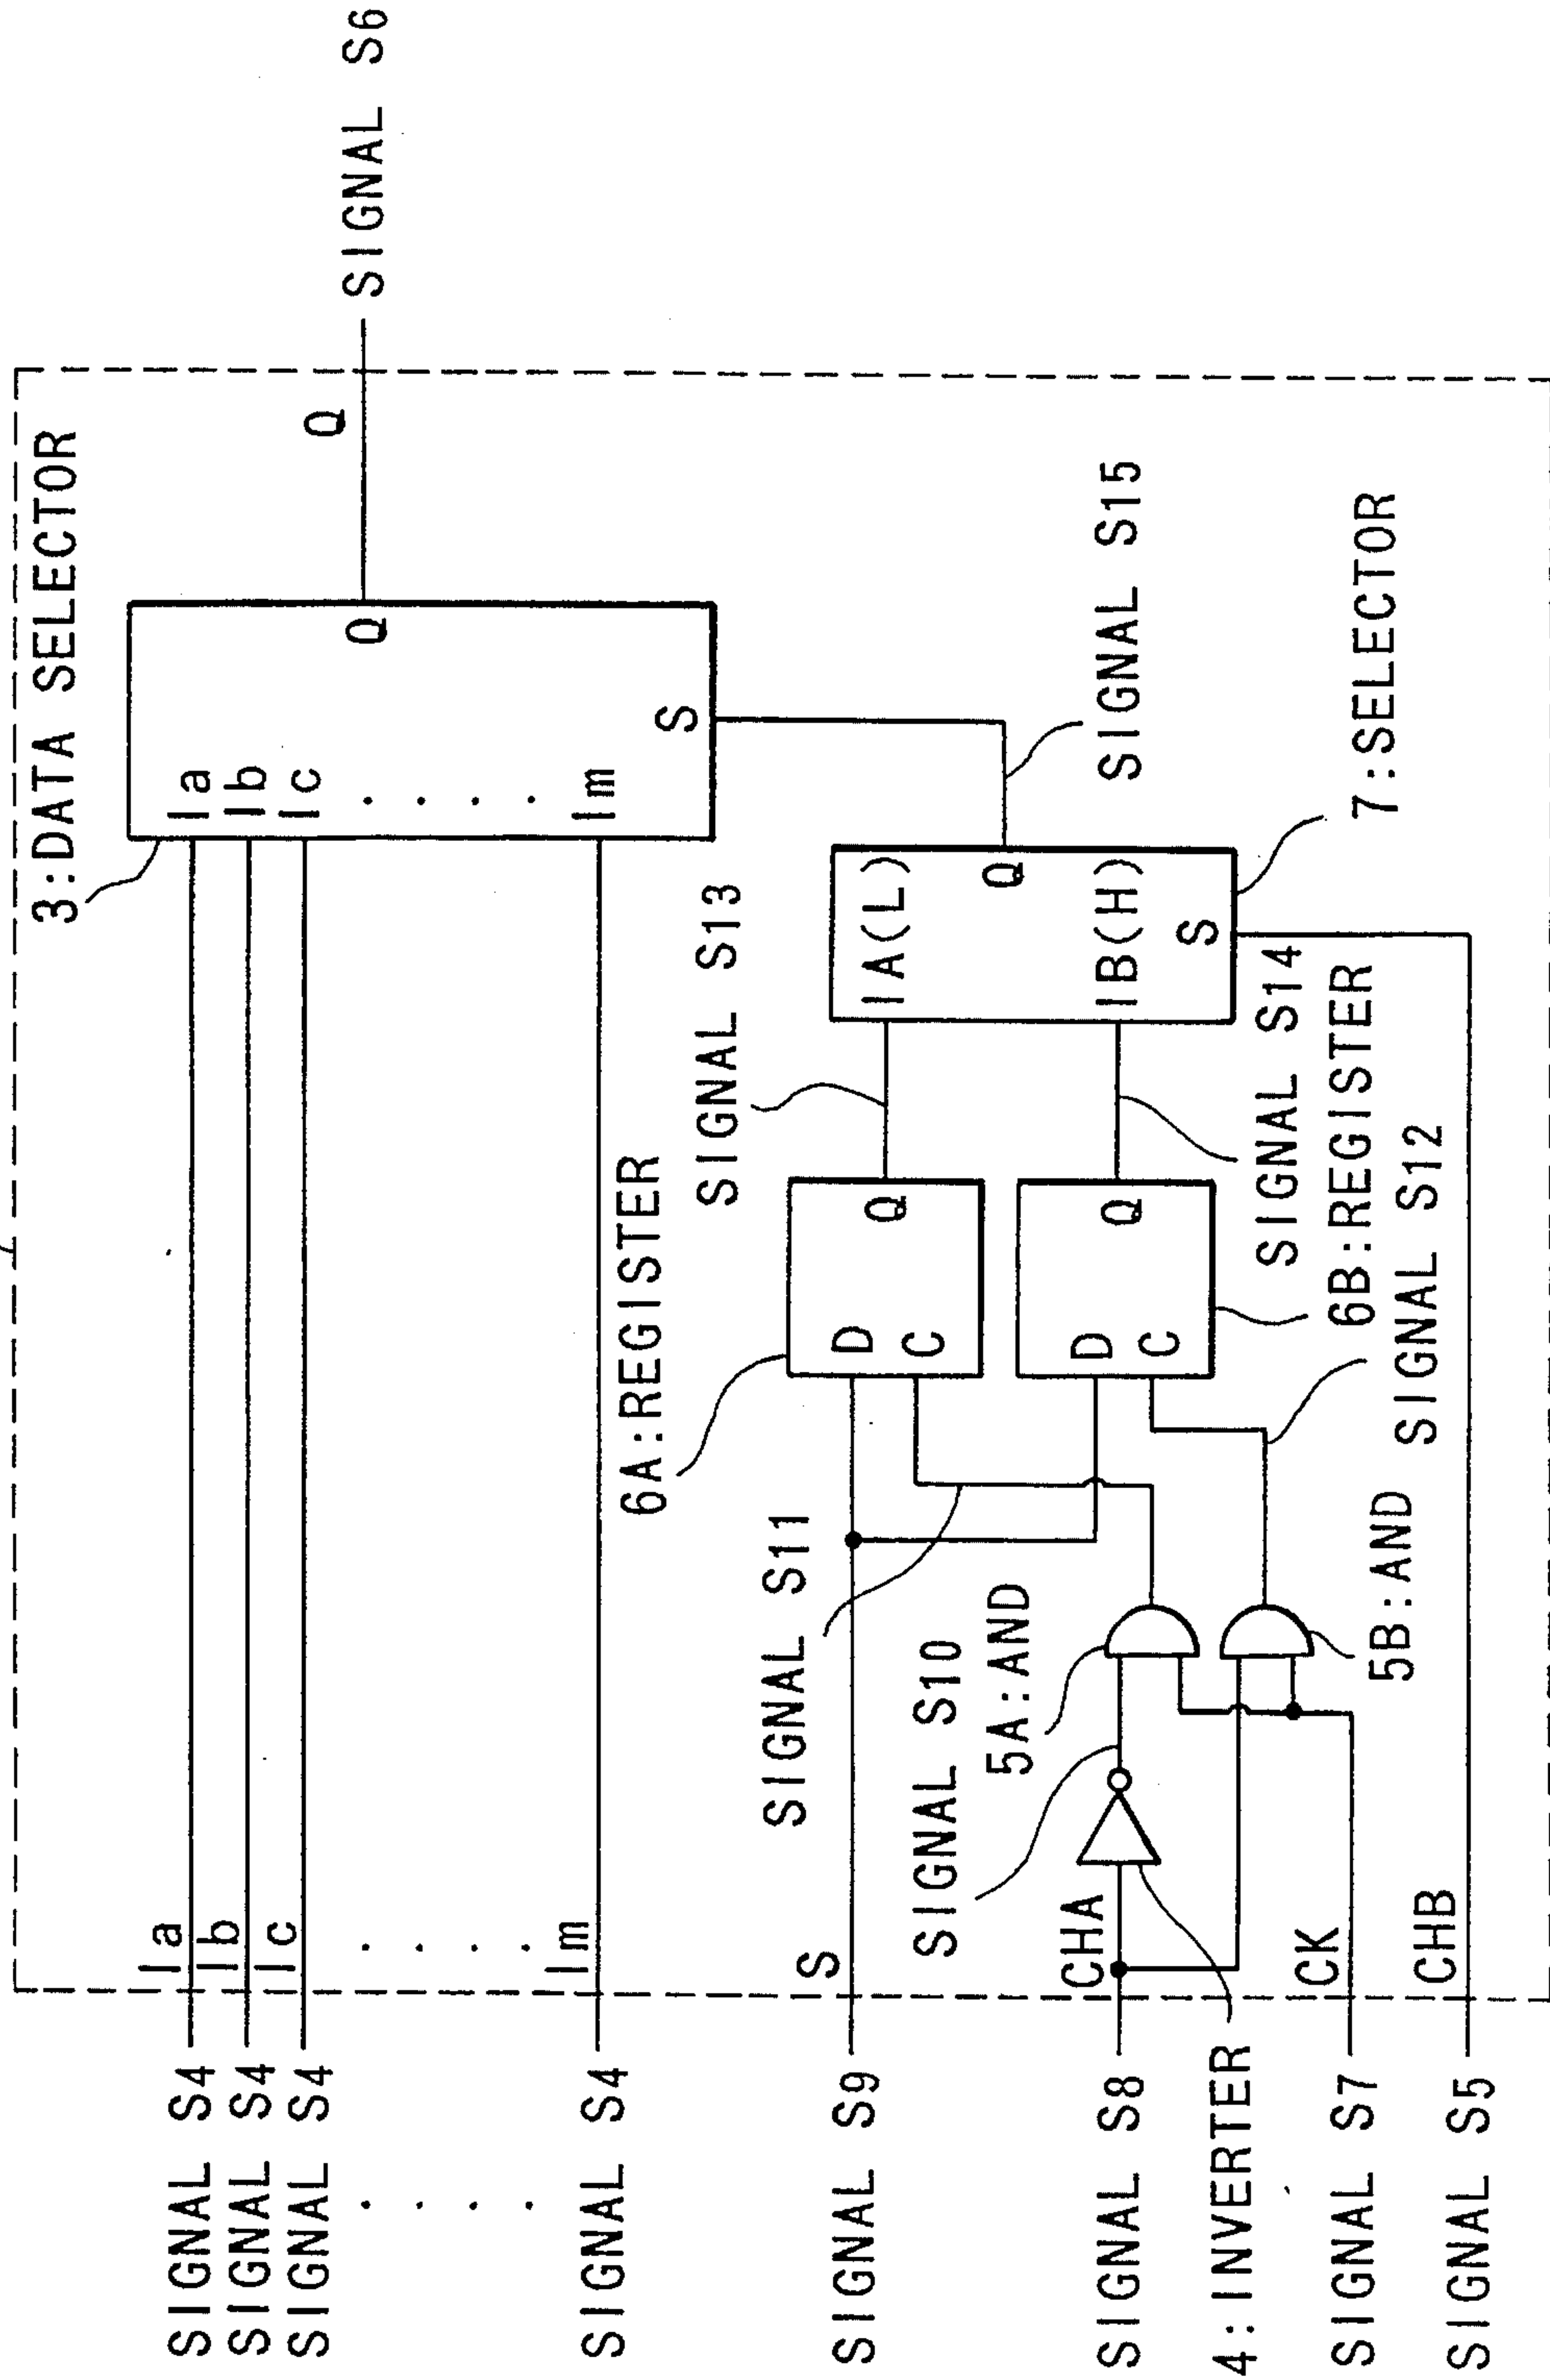 3:DATA SELECTOR
SIGNAL S4
Ia
Ia
SIGNAL S4
Ib
Ib
SIGNAL S4
Ic
Ic
. . . .
. . . .
. . . .
SIGNAL S4
Im
Im
Q
Q
SIGNAL S6
S
6A:REGISTER
SIGNAL S13
SIGNAL S11
SIGNAL S9
S
D
C
Q
IA(L)
Q
IB(H)
S
SIGNAL S15
SIGNAL S10
5A:AND
SIGNAL S8
CHA
D
C
Q
4:INVERTER
SIGNAL S14
SIGNAL S7
CK
6B:REGISTER
7:SELECTOR
5B:AND
SIGNAL S12
SIGNAL S5
CHB